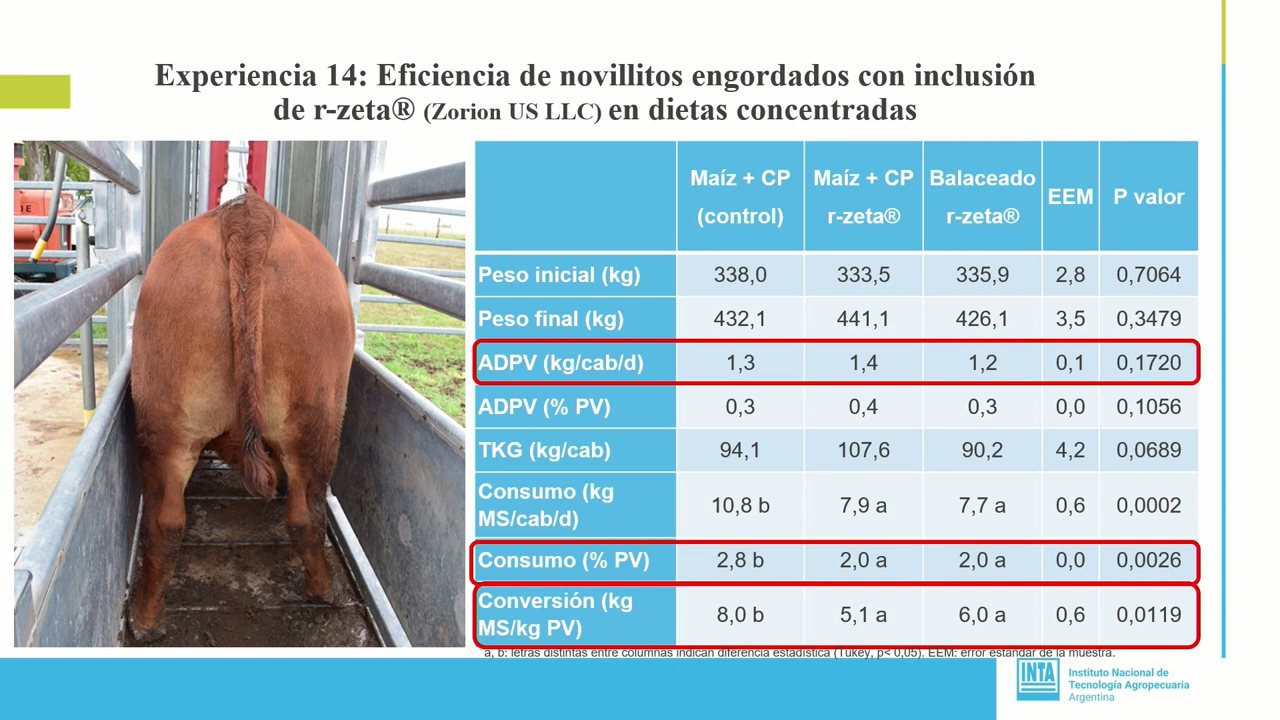 Experiencia 14: Eficiencia de novillitos engordados con inclusión
de r-zeta® (Zorion US LLC) en dietas concentradas
Maíz + CP (control) Maíz + CP r-zeta® Balaceado r-zeta® EEM P valor
Peso inicial (kg) 338,0 333,5 335,9 2,8 0,7064
Peso final (kg) 432,1 441,1 426,1 3,5 0,3479
ADPV (kg/cab/d) 1,3 1,4 1,2 0,1 0,1720
ADPV (% PV) 0,3 0,4 0,3 0,0 0,1056
TKG (kg/cab) 94,1 107,6 90,2 4,2 0,0689
Consumo (kg MS/cab/d) 10,8 b 7,9 a 7,7 a 0,6 0,0002
Consumo (% PV) 2,8 b 2,0 a 2,0 a 0,0 0,0026
Conversión (kg MS/kg PV) 8,0 b 5,1 a 6,0 a 0,6 0,0119
a, b: letras distintas entre columnas indican diferencia estadística (Tukey, p< 0,05). EEM: error estándar de la muestra.
INTA
Instituto Nacional de
Tecnología Agropecuaria
Argentina